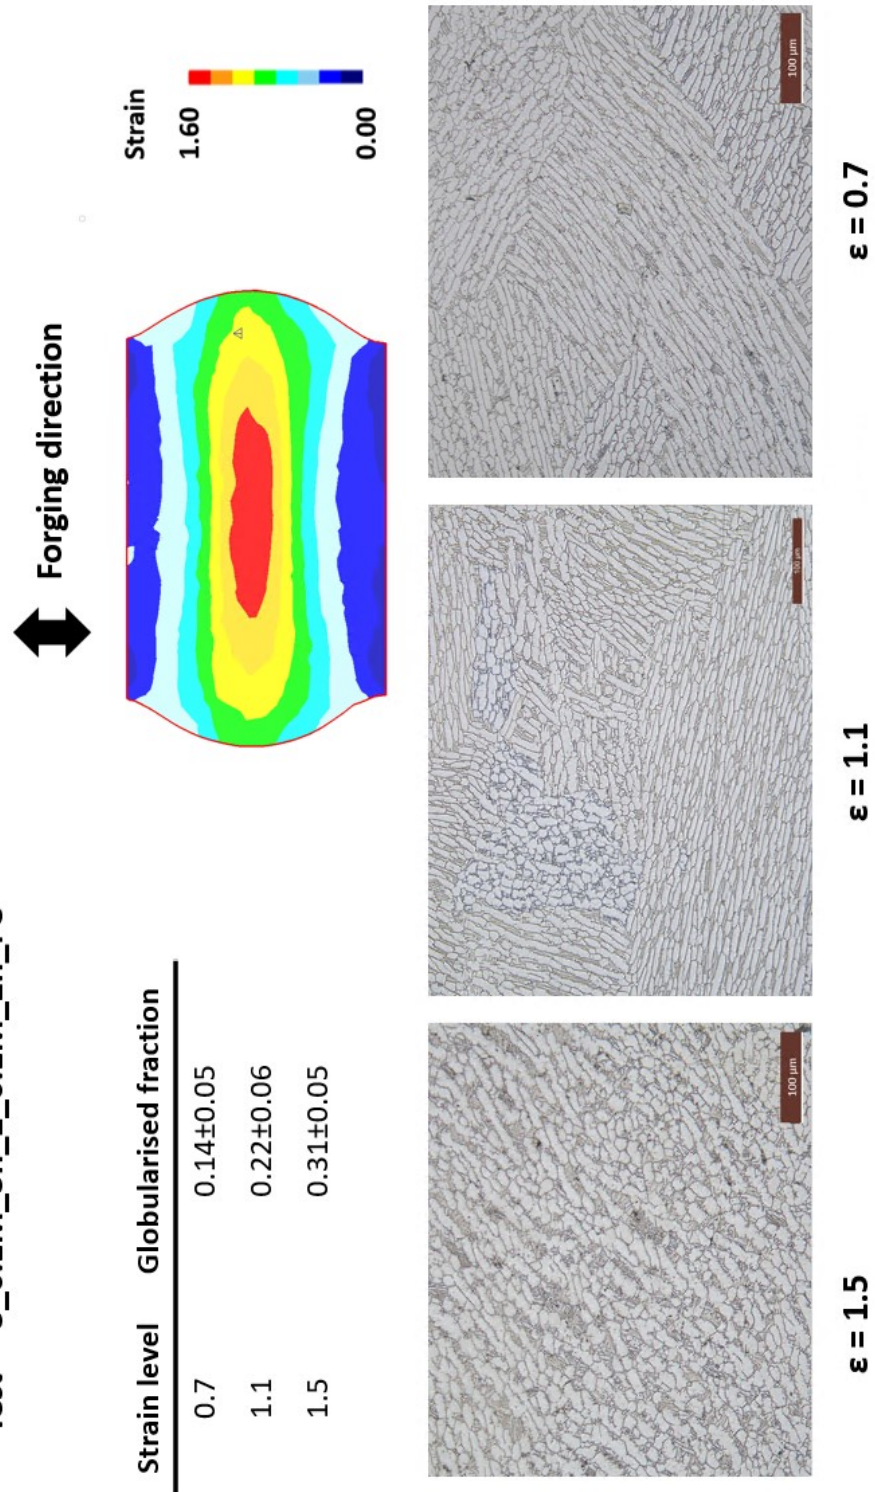 Forging direction
Strain
1.60
0.00
Strain level Globularised fraction
0.7 0.14±0.05
1.1 0.22±0.06
1.5 0.31±0.05
100 µm
100 µm
100 µm
ε = 1.5
ε = 1.1
ε = 0.7